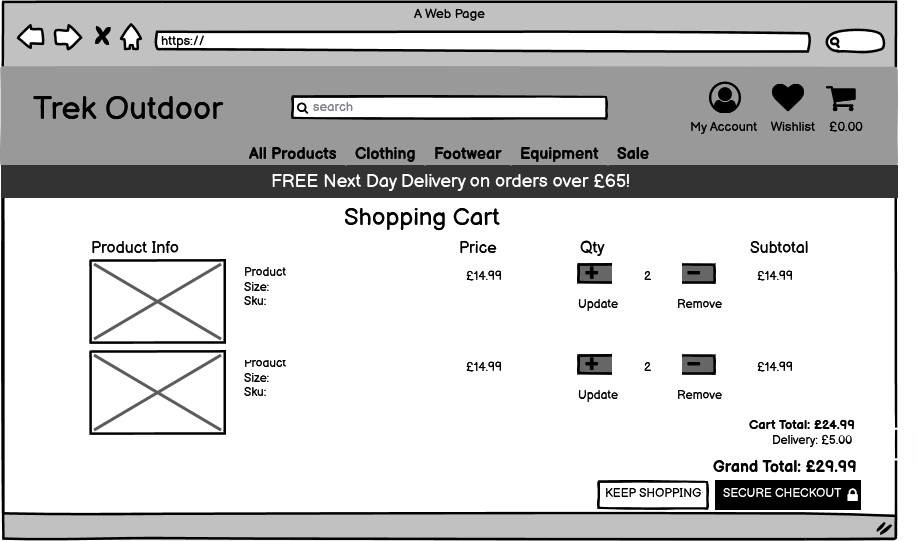 A Web Page
https://
Trek Outdoor
search
My Account Wishlist £0.00
All Products Clothing Footwear Equipment Sale
FREE Next Day Delivery on orders over £65!
Shopping Cart
Product Info Price Qty Subtotal
Product
Size:
Sku:
£14.99 2 £14.99
Update Remove
Product
Size:
Sku:
£14.99 2 £14.99
Update Remove
Cart Total: £24.99
Delivery: £5.00
Grand Total: £29.99
KEEP SHOPPING SECURE CHECKOUT